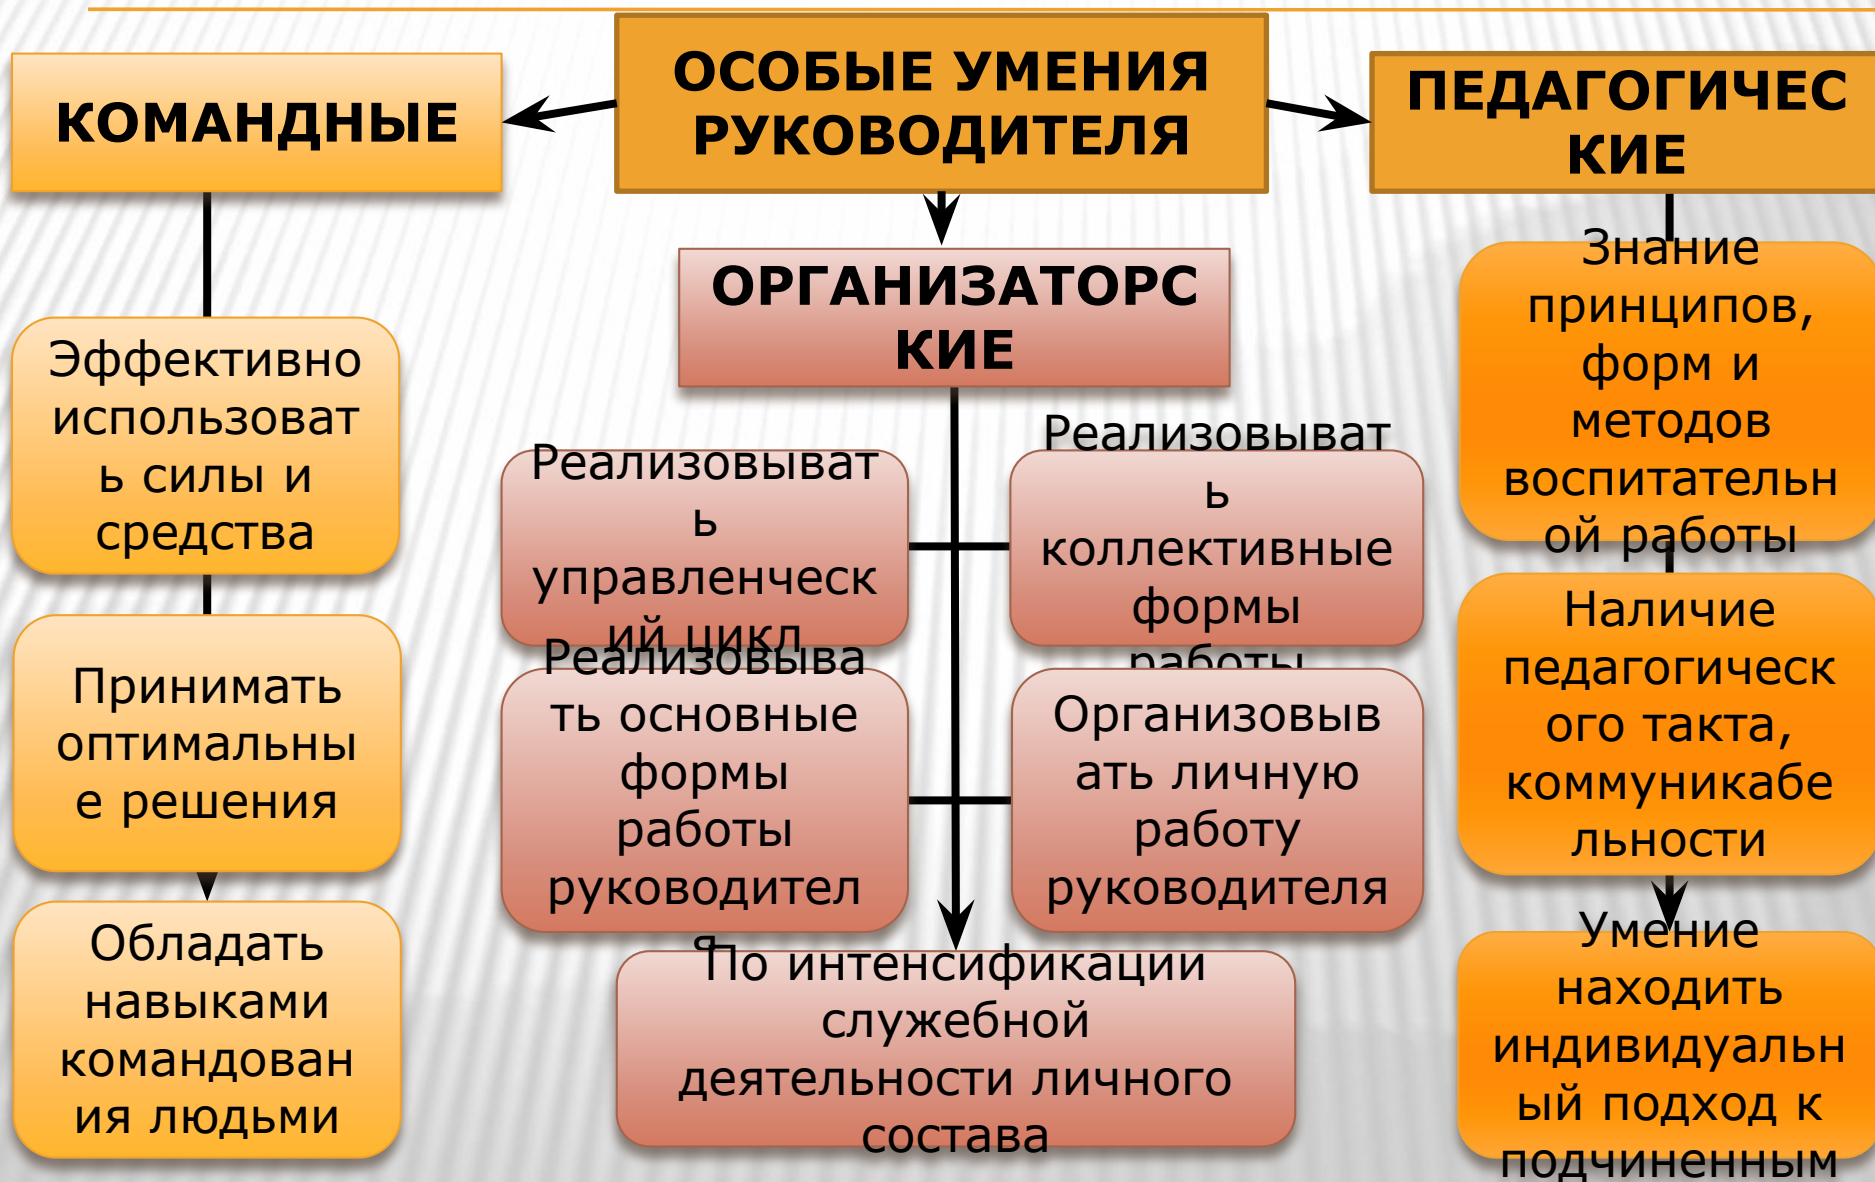 ОСОБЫЕ УМЕНИЯ
РУКОВОДИТЕЛЯ
КОМАНДНЫЕ
Эффективно
использоват
ь силы и
средства
Принимать
оптимальны
е решения
Обладать
навыками
командован
ия людьми
ОРГАНИЗАТОРС
КИЕ
Реализовыват
ь
управленческ
ий цикл
Реализовыват
ь
коллективные
формы
работы
Реализовыва
ть основные
формы
работы
руководител
я
Организовыв
ать личную
работу
руководителя
По интенсификации
служебной
деятельности личного
состава
ПЕДАГОГИЧЕС
КИЕ
Знание
принципов,
форм и
методов
воспитательн
ой работы
Наличие
педагогическ
ого такта,
коммуникабе
льности
Умение
находить
индивидуальн
ый подход к
подчиненным